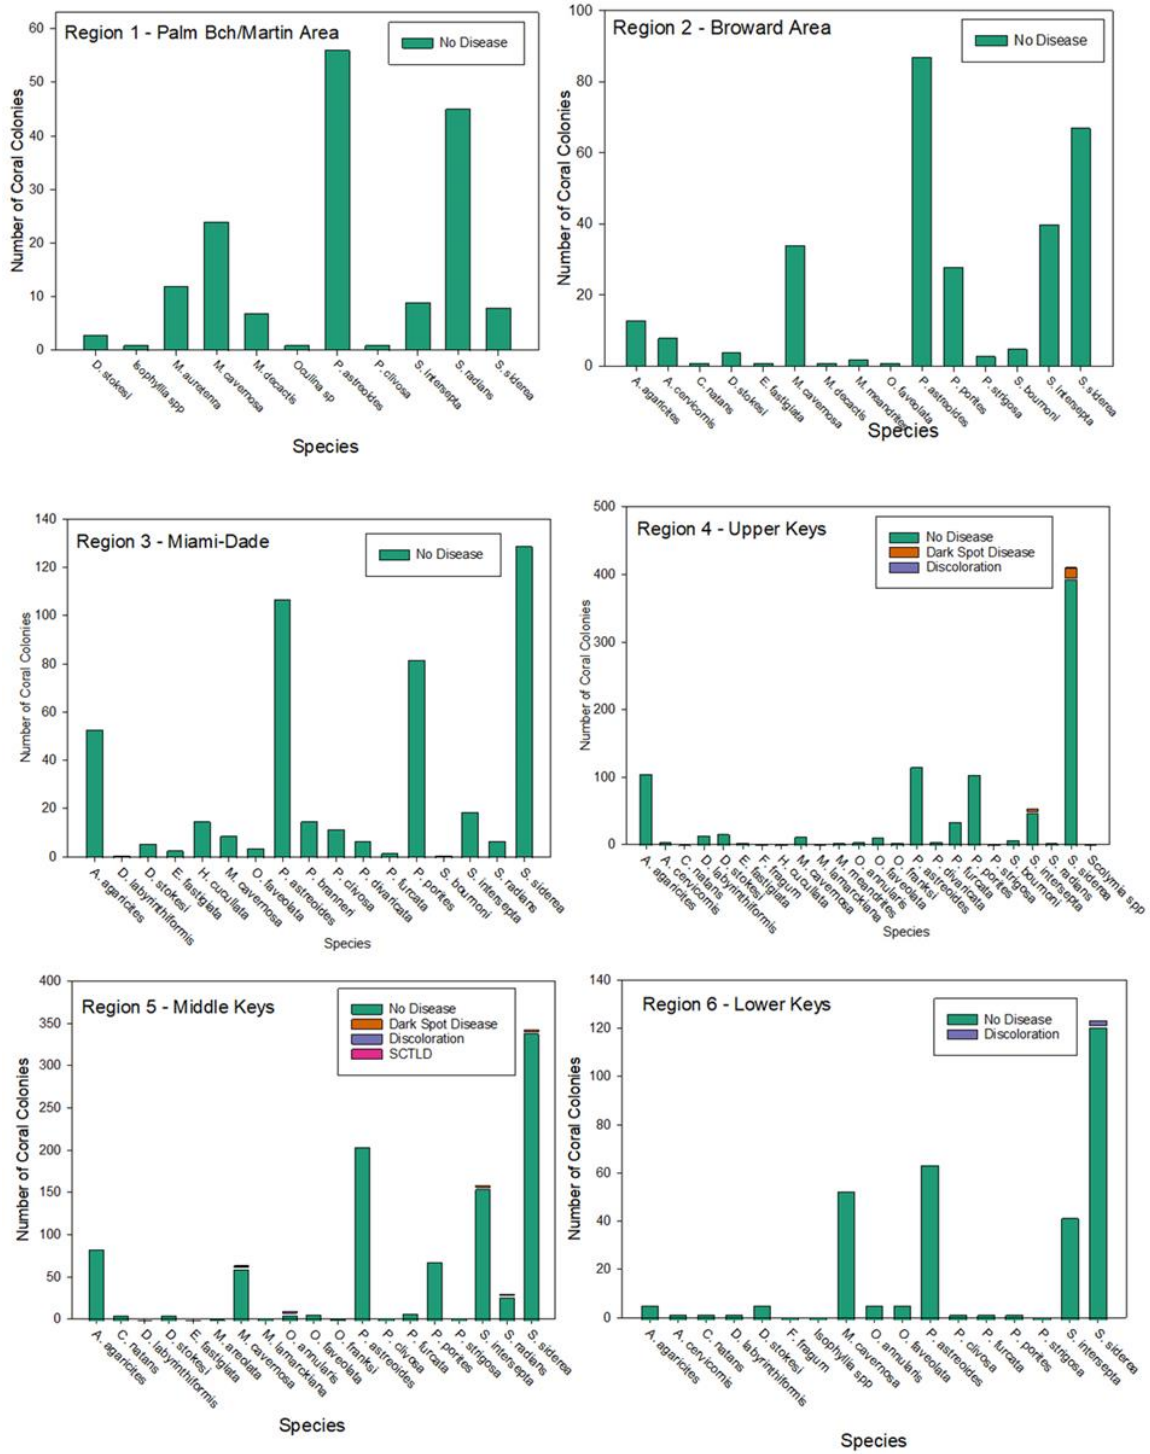 Region 1 - Palm Bch/Martin Area
No Disease
Number of Coral Colonies
60
50
40
30
20
10
0
D. stokesi
Isophyllia spp
M. auretenra
M. cavernosa
M. decactis
Oculina sp
P. astreoides
P. clivosa
S. intersepta
S. radians
S. siderea
Species
Region 2 - Broward Area
No Disease
Number of Coral Colonies
100
80
60
40
20
0
A. agaricites
A. cervicornis
C. natans
D. stokesi
E. fastigiata
M. cavernosa
M. decactis
M. meandrites
O. faveolata
P. astreoides
P. porites
P. strigosa
S. bournoni
S. intersepta
S. siderea
Species
Region 3 - Miami-Dade
No Disease
Number of Coral Colonies
140
120
100
80
60
40
20
0
A. agaricites
D. labyrinthiformis
D. stokesi
E. fastigiata
H. cucullata
M. cavernosa
O. faveolata
P. astreoides
P. branneri
P. clivosa
P. divaricata
P. furcata
P. porites
S. bournoni
S. intersepta
S. radians
S. siderea
Species
Region 4 - Upper Keys
No Disease
Dark Spot Disease
Discoloration
Number of Coral Colonies
500
400
300
200
100
0
A. agaricites
A. cervicornis
C. natans
D. labyrinthiformis
D. stokesi
E. fastigiata
F. fragum
H. cucullata
M. cavernosa
M. lamarckiana
M. meandrites
O. annularis
O. faveolata
O. franksi
P. astreoides
P. divaricata
P. furcata
P. porites
P. strigosa
S. bournoni
S. intersepta
S. radians
S. siderea
Scolymia spp
Species
Region 5 - Middle Keys
No Disease
Dark Spot Disease
Discoloration
SCTLD
Number of Coral Colonies
400
350
300
250
200
150
100
50
0
A. agaricites
C. natans
D. labyrinthiformis
D. stokesi
E. fastigiata
M. areolata
M. cavernosa
M. lamarckiana
O. annularis
O. faveolata
O. franksi
P. astreoides
P. clivosa
P. furcata
P. porites
P. strigosa
S. intersepta
S. radians
S. siderea
Species
Region 6 - Lower Keys
No Disease
Discoloration
Number of Coral Colonies
140
120
100
80
60
40
20
0
A. agaricites
A. cervicornis
C. natans
D. labyrinthiformis
D. stokesi
F. fragum
Isophyllia spp
M. cavernosa
O. annularis
O. faveolata
P. astreoides
P. clivosa
P. furcata
P. porites
P. strigosa
S. intersepta
S. siderea
Species